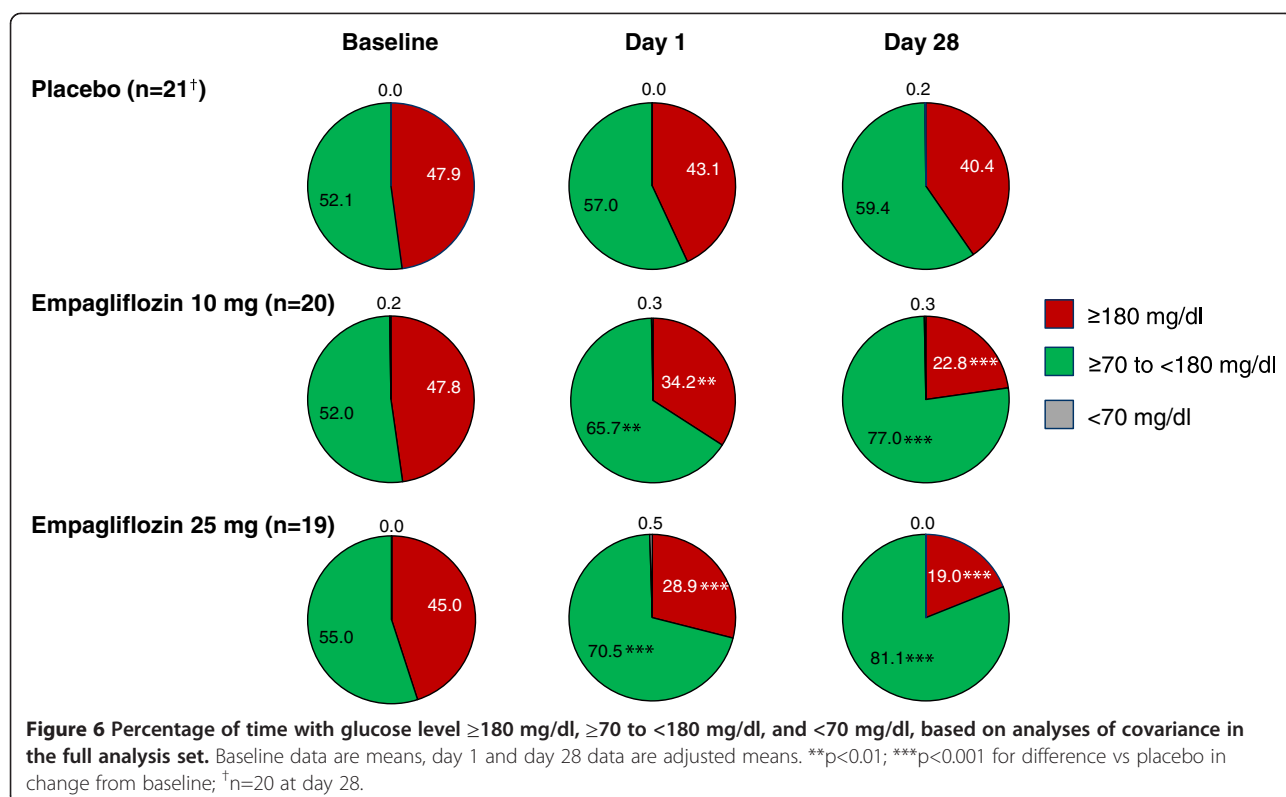 Baseline Day 1 Day 28
Placebo (n=21†)
0.0 0.0 0.2
47.9 43.1 40.4
52.1 57.0 59.4
Empagliflozin 10 mg (n=20)
0.2 0.3 0.3
47.8 34.2** 22.8***
52.0 65.7** 77.0***
≥180 mg/dl
≥70 to <180 mg/dl
<70 mg/dl
Empagliflozin 25 mg (n=19)
0.0 0.5 0.0
45.0 28.9*** 19.0***
55.0 70.5*** 81.1***
Figure 6 Percentage of time with glucose level ≥180 mg/dl, ≥70 to <180 mg/dl, and <70 mg/dl, based on analyses of covariance in
the full analysis set. Baseline data are means, day 1 and day 28 data are adjusted means. **p<0.01; ***p<0.001 for difference vs placebo in
change from baseline; †n=20 at day 28.